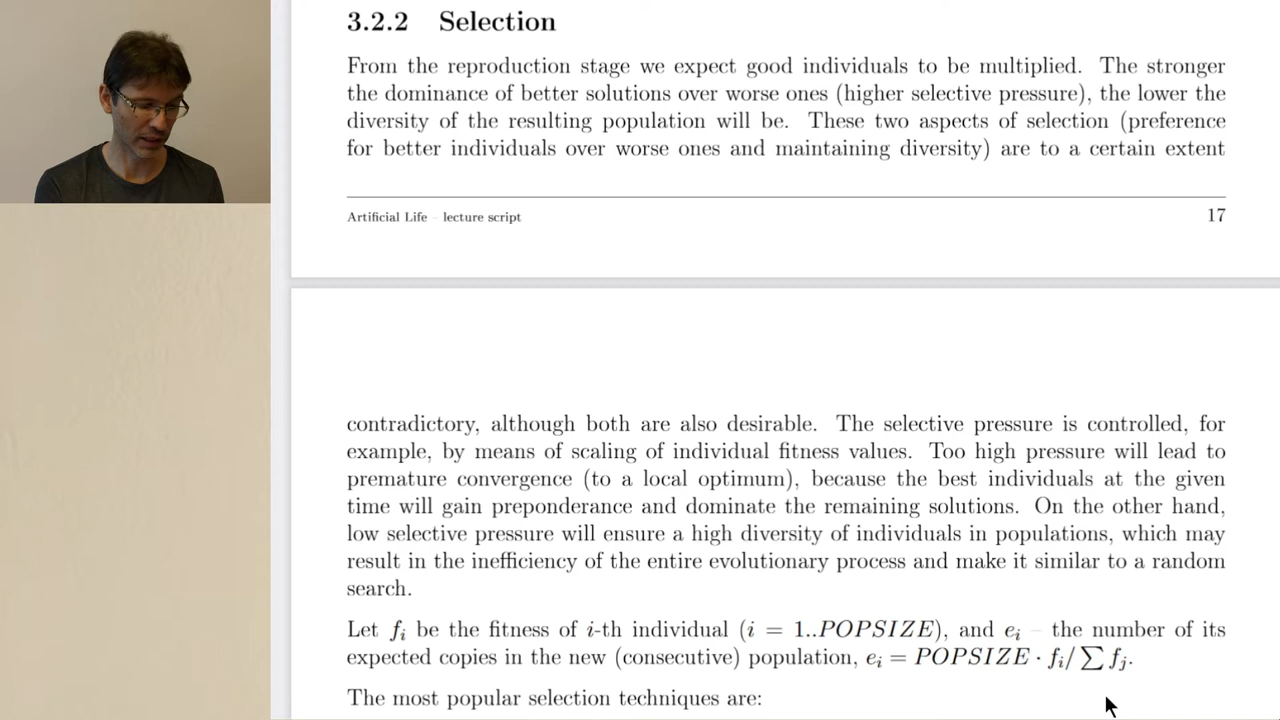 3.2.2 Selection
From the reproduction stage we expect good individuals to be multiplied. The stronger
the dominance of better solutions over worse ones (higher selective pressure), the lower the
diversity of the resulting population will be. These two aspects of selection (preference
for better individuals over worse ones and maintaining diversity) are to a certain extent
Artificial Life – lecture script 17
contradictory, although both are also desirable. The selective pressure is controlled, for
example, by means of scaling of individual fitness values. Too high pressure will lead to
premature convergence (to a local optimum), because the best individuals at the given
time will gain preponderance and dominate the remaining solutions. On the other hand,
low selective pressure will ensure a high diversity of individuals in populations, which may
result in the inefficiency of the entire evolutionary process and make it similar to a random
search.
Let fᵢ be the fitness of i-th individual (i = 1..POPSIZE), and eᵢ – the number of its
expected copies in the new (consecutive) population, eᵢ = POPSIZE · fᵢ/ ∑ fⱼ.
The most popular selection techniques are: